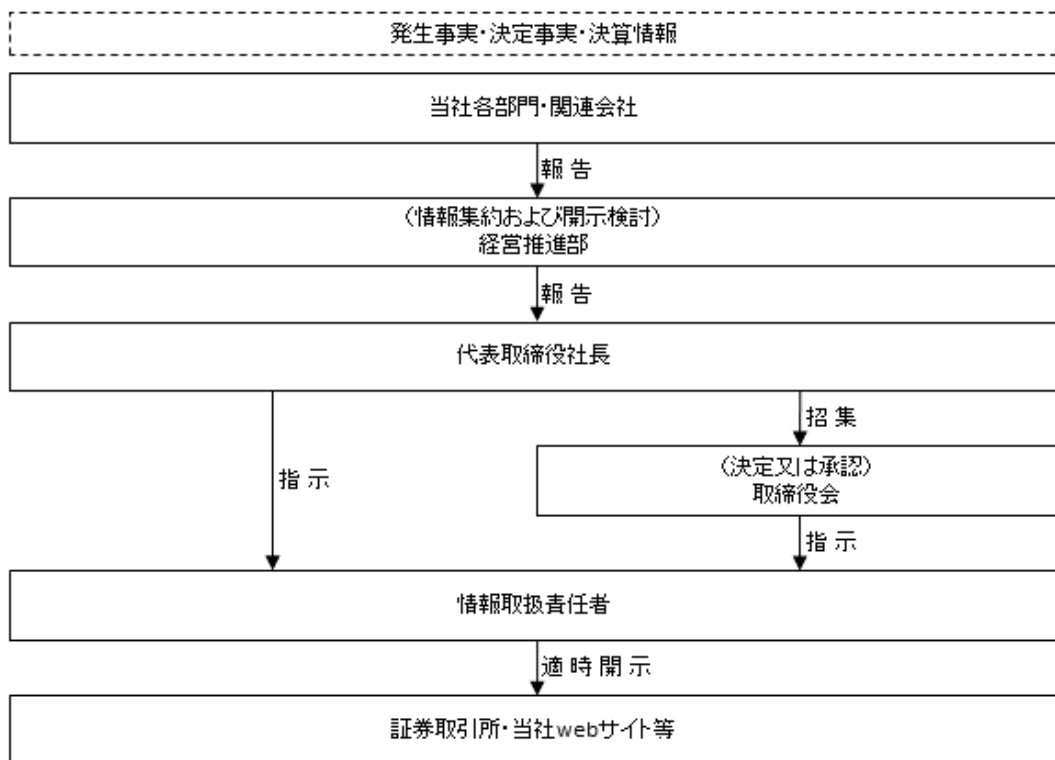 発生事実・決定事実・決算情報
当社各部門・関連会社
報 告
(情報集約および開示検討)
経営推進部
報 告
代表取締役社長
招 集
(決定又は承認)
取締役会
指 示
指 示
情報取扱責任者
適 時 開 示
証券取引所・当社webサイト等